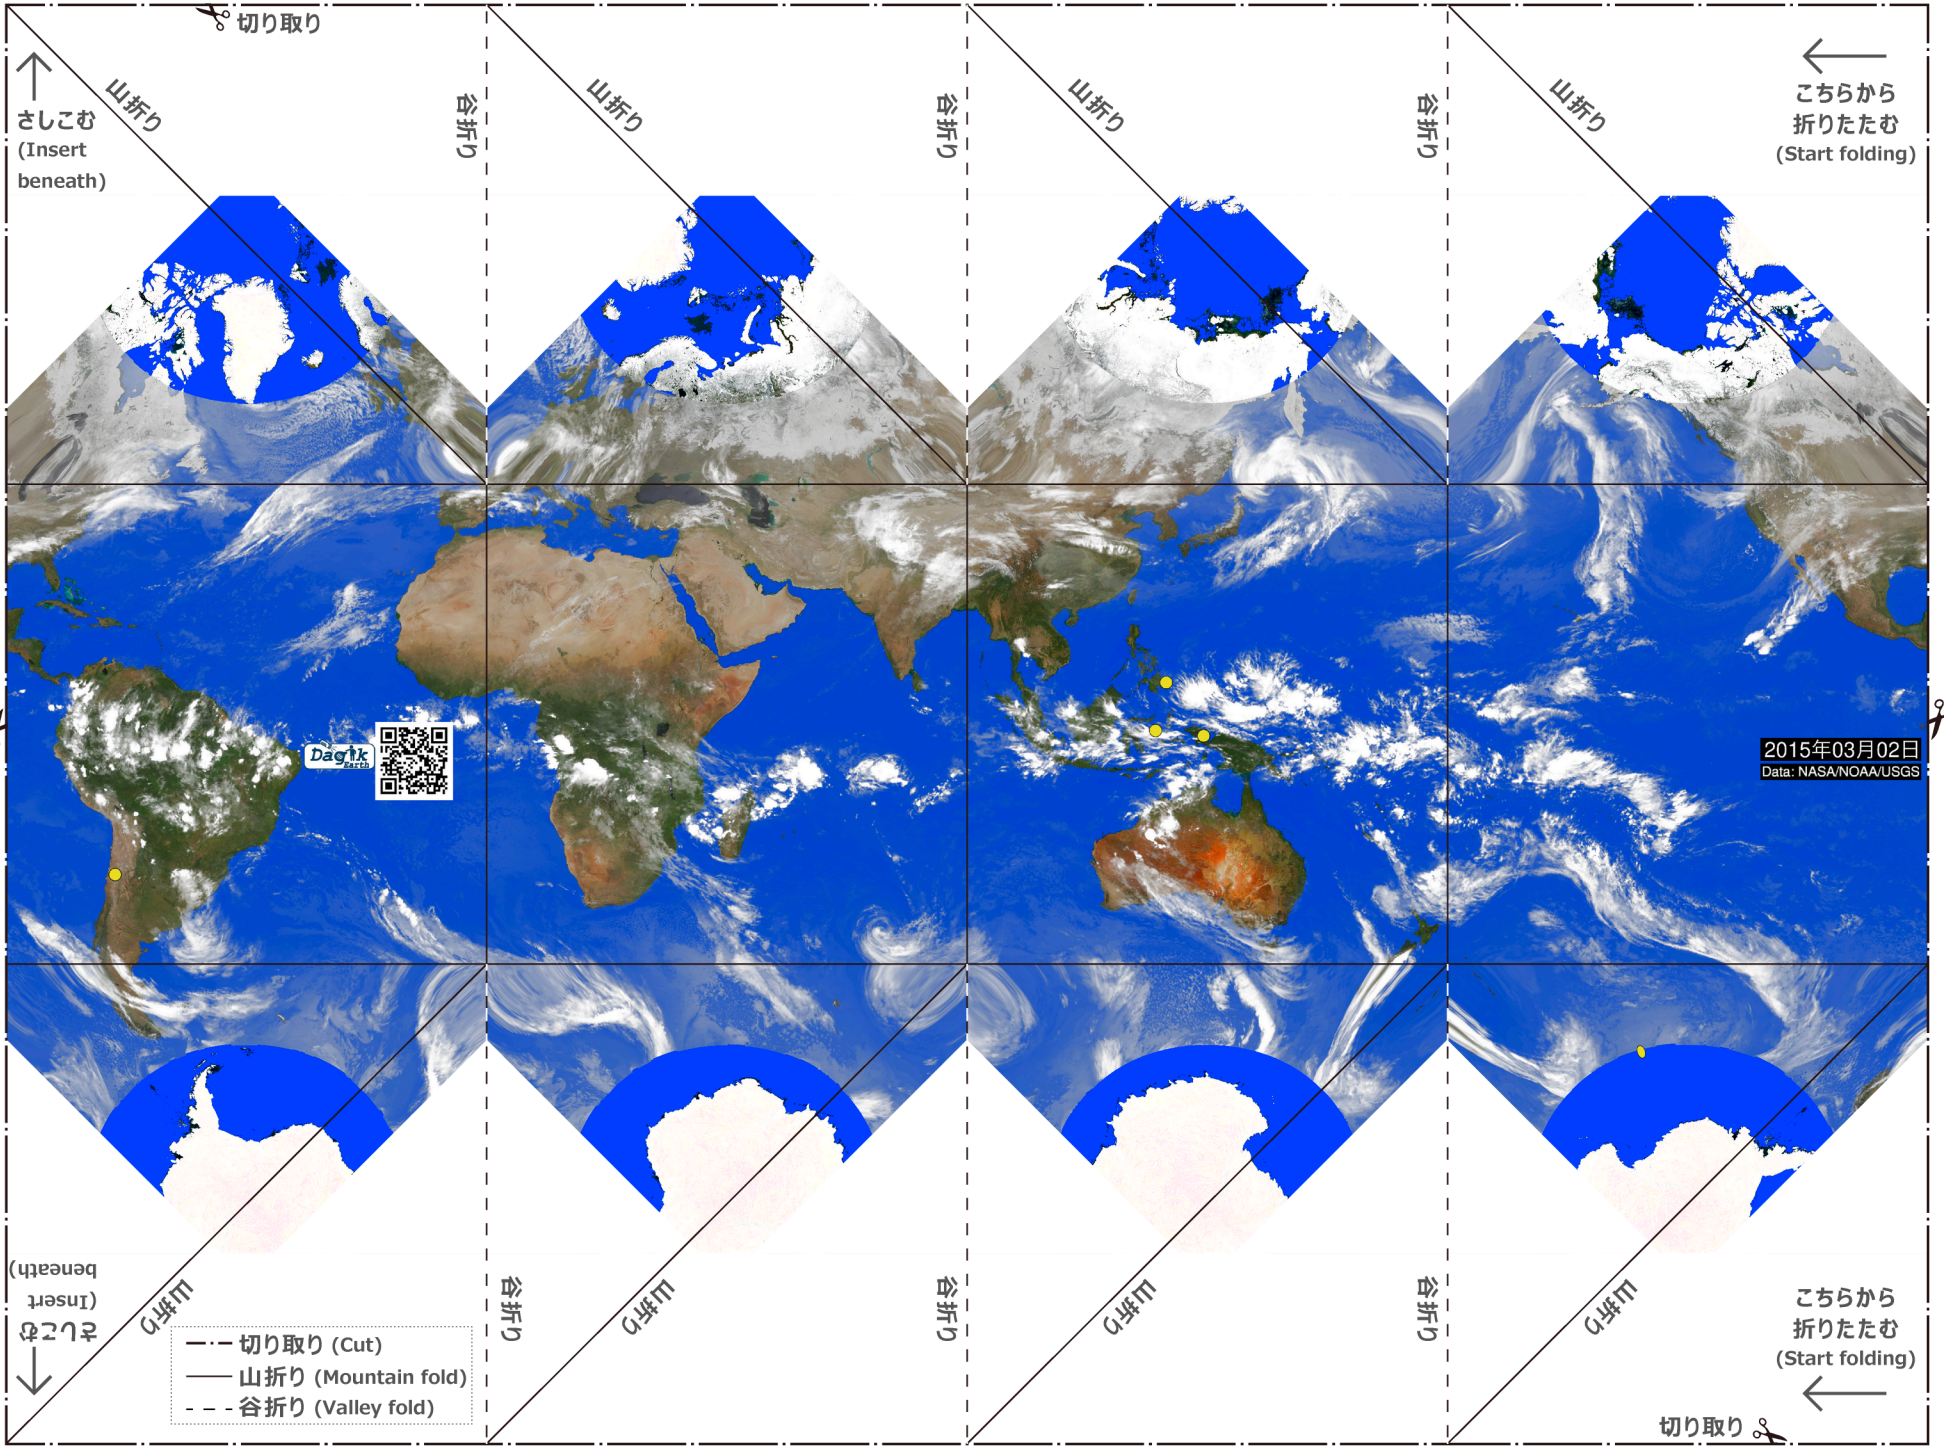 切り取り
山折り
谷折り
山折り
谷折り
山折り
谷折り
山折り
さしこむ
(Insert
beneath)
こちらから
折りたたむ
(Start folding)
Dagik
Earth
2015年03月02日
Data: NASA/NOAA/USGS
さしこむ
(Insert
beneath)
山折り
谷折り
山折り
谷折り
山折り
谷折り
山折り
こちらから
折りたたむ
(Start folding)
切り取り (Cut)
山折り (Mountain fold)
谷折り (Valley fold)
切り取り